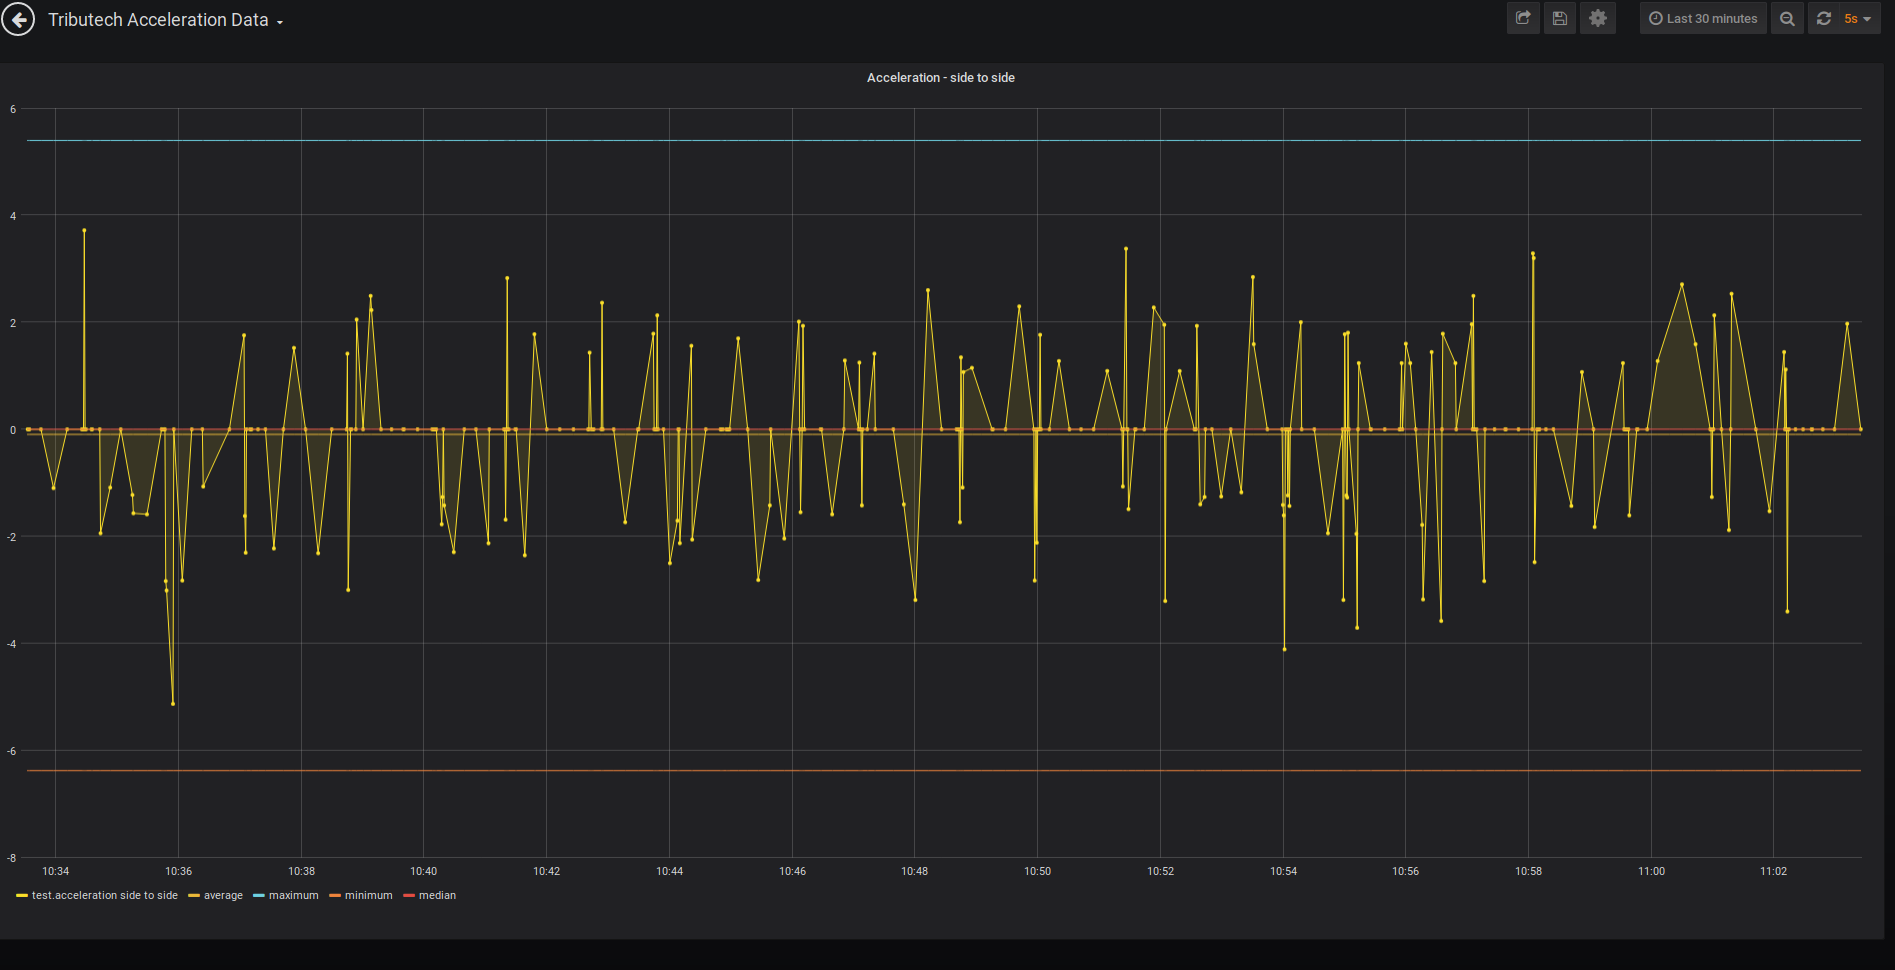 Tributech Acceleration Data
Last 30 minutes
5s
Acceleration - side to side
6
4
2
0
-2
-4
-6
-8
10:34 10:36 10:38 10:40 10:42 10:44 10:46 10:48 10:50 10:52 10:54 10:56 10:58 11:00 11:02
test.acceleration side to side average maximum minimum median